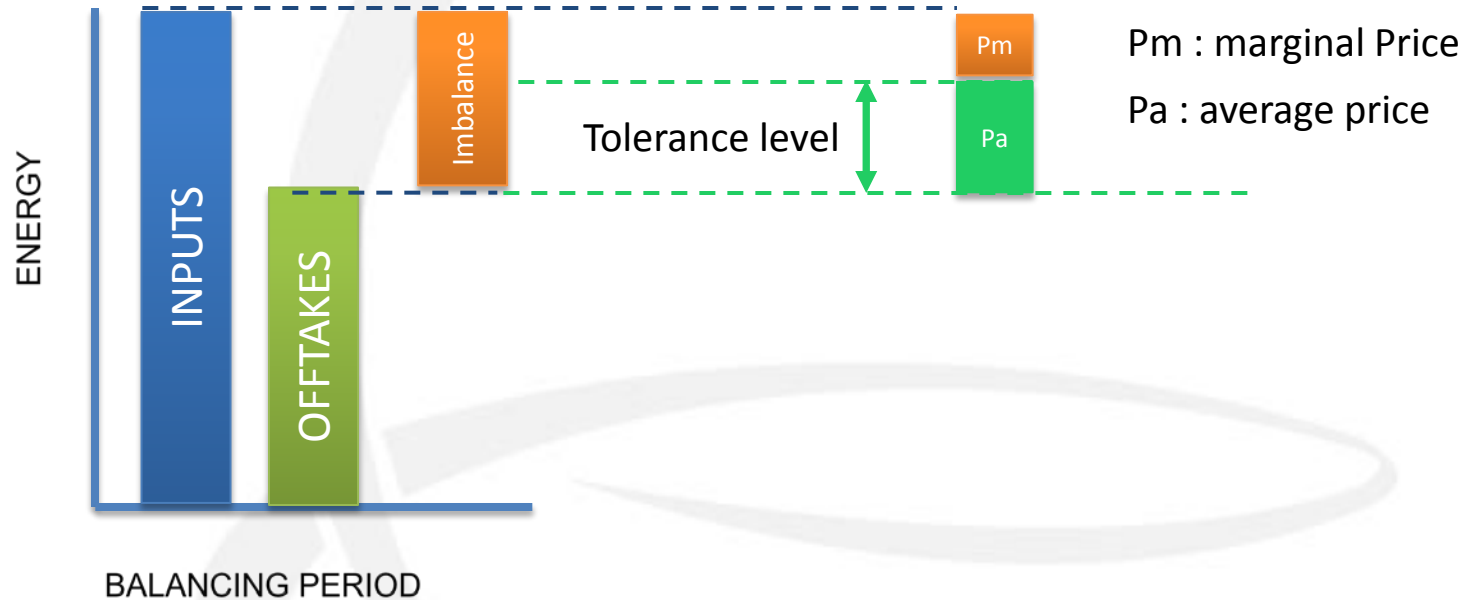 ENERGY
INPUTS
OFFTAKES
Imbalance
Tolerance level
Pm
Pa
Pm : marginal Price
Pa : average price
BALANCING PERIOD